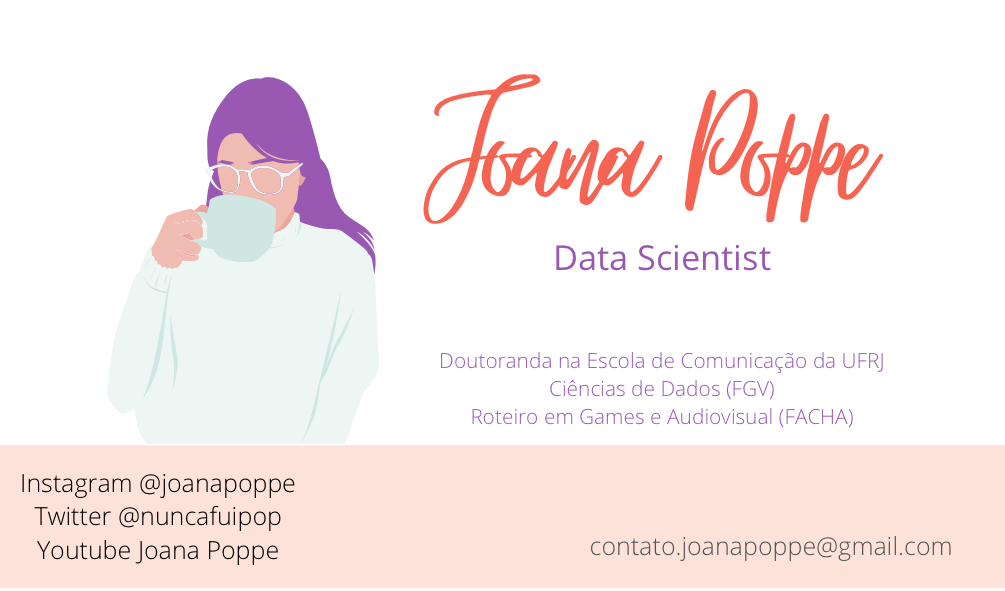 Joana Poppe
Data Scientist
Doutoranda na Escola de Comunicação da UFRJ
Ciências de Dados (FGV)
Roteiro em Games e Audiovisual (FACHA)
Instagram @joanapoppe
Twitter @nuncafuipop
Youtube Joana Poppe
contato.joanapoppe@gmail.com